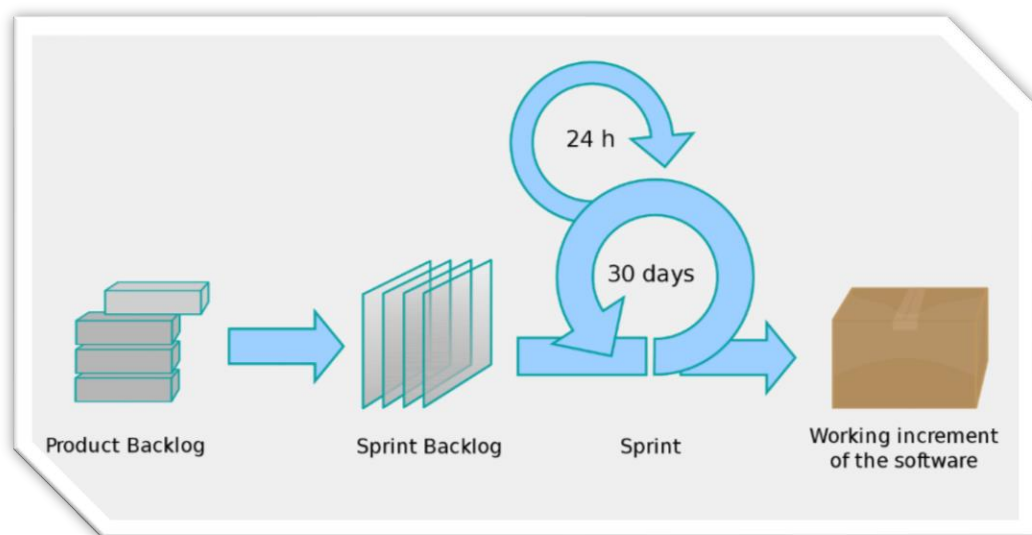 24 h
30 days
Product Backlog
Sprint Backlog
Sprint
Working increment
of the software